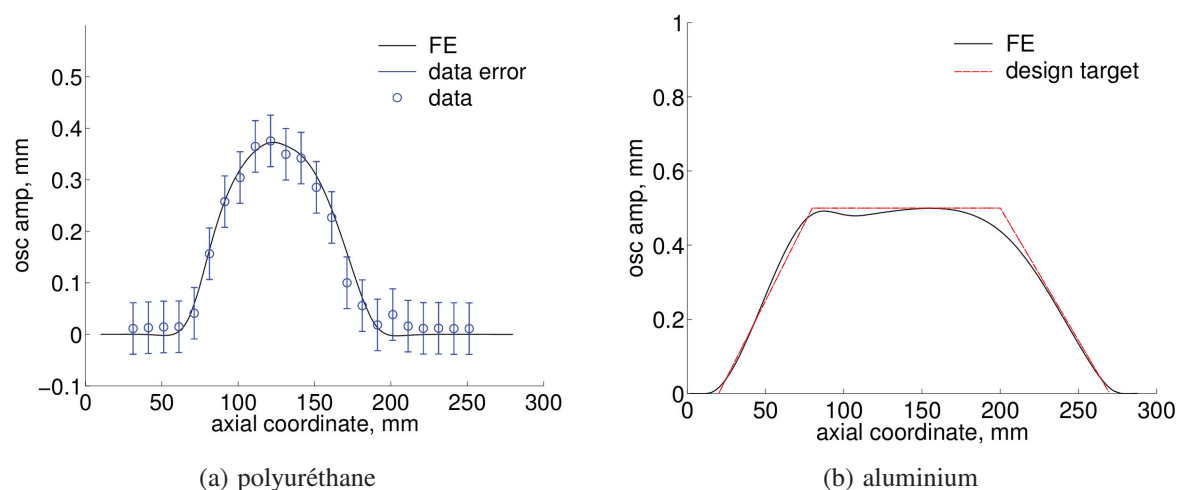 FE
data error
data
0.5
0.4
0.3
0.2
0.1
0
−0.1
osc amp, mm
0 50 100 150 200 250 300
axial coordinate, mm
(a) polyuréthane
FE
design target
1
0.8
0.6
0.4
0.2
0
osc amp, mm
0 50 100 150 200 250 300
axial coordinate, mm
(b) aluminium